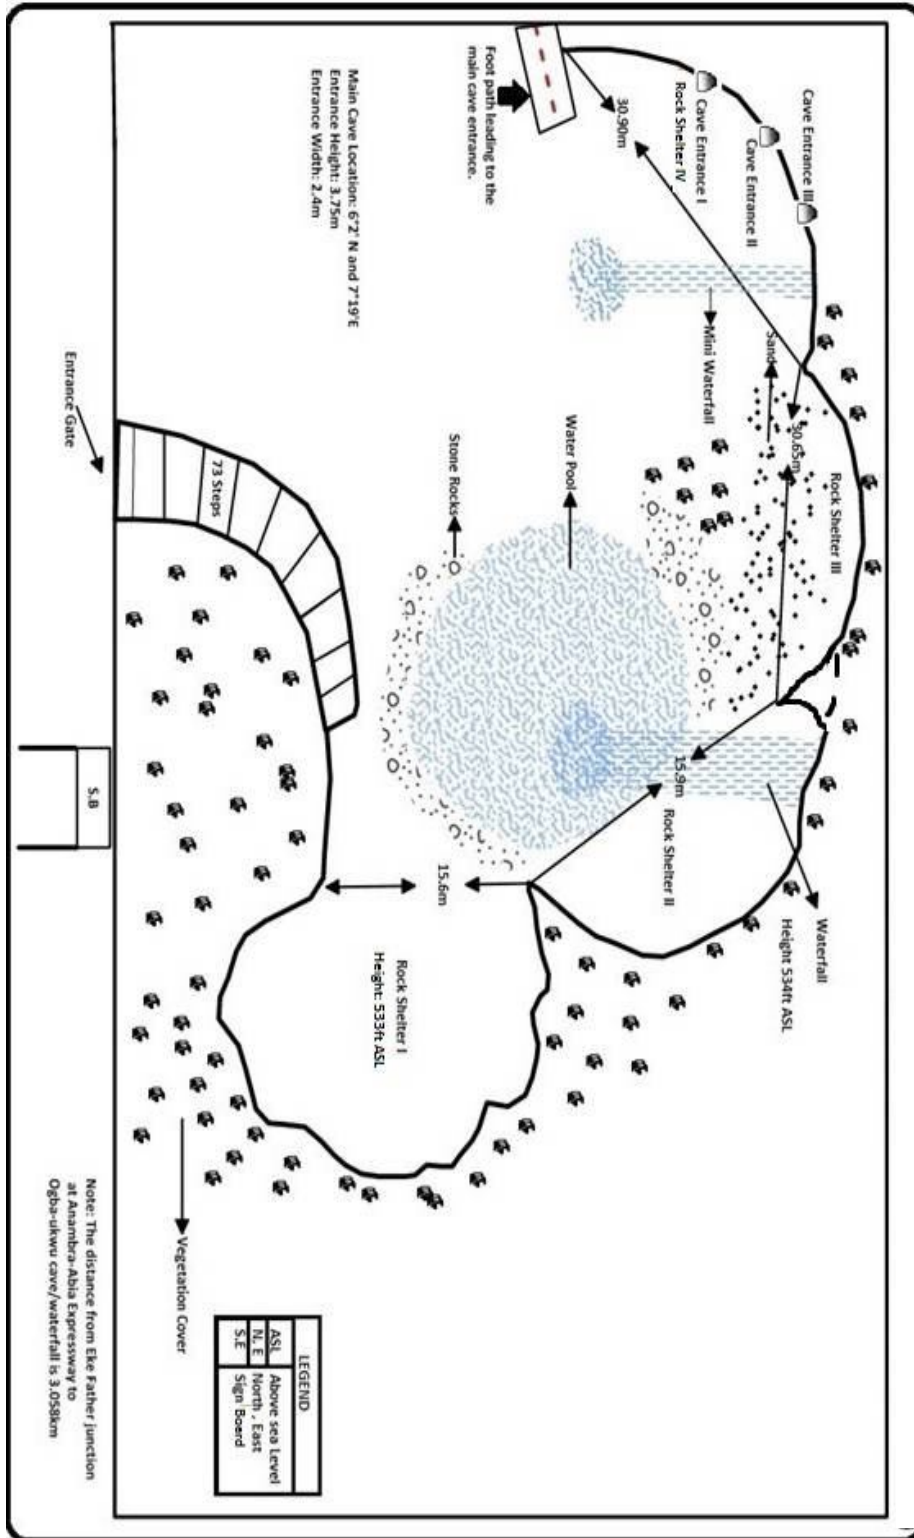 Cave Entrance III
Cave Entrance II
Cave Entrance I
Rock Shelter IV
30.90m
Foot path leading to the
main cave entrance.
Main Cave Location: 6°2' N and 7°19'E
Entrance Height: 3.75m
Entrance Width: 2.4m
Mini Waterfall
Sand
30.65m
Rock Shelter III
Water Pool
Stone Rocks
Entrance Gate
73 Steps
15.9m
Rock Shelter II
Waterfall
Height 534ft ASL
15.6m
Rock Shelter I
Height: 533ft ASL
S.B
Vegetation Cover
LEGEND
ASL Above sea Level
N. E North , East
S.E Sign Board
Note: The distance from Eke Father junction
at Anambra-Abia Expressway to
Ogba-ukwu cave/waterfall is 3.058km